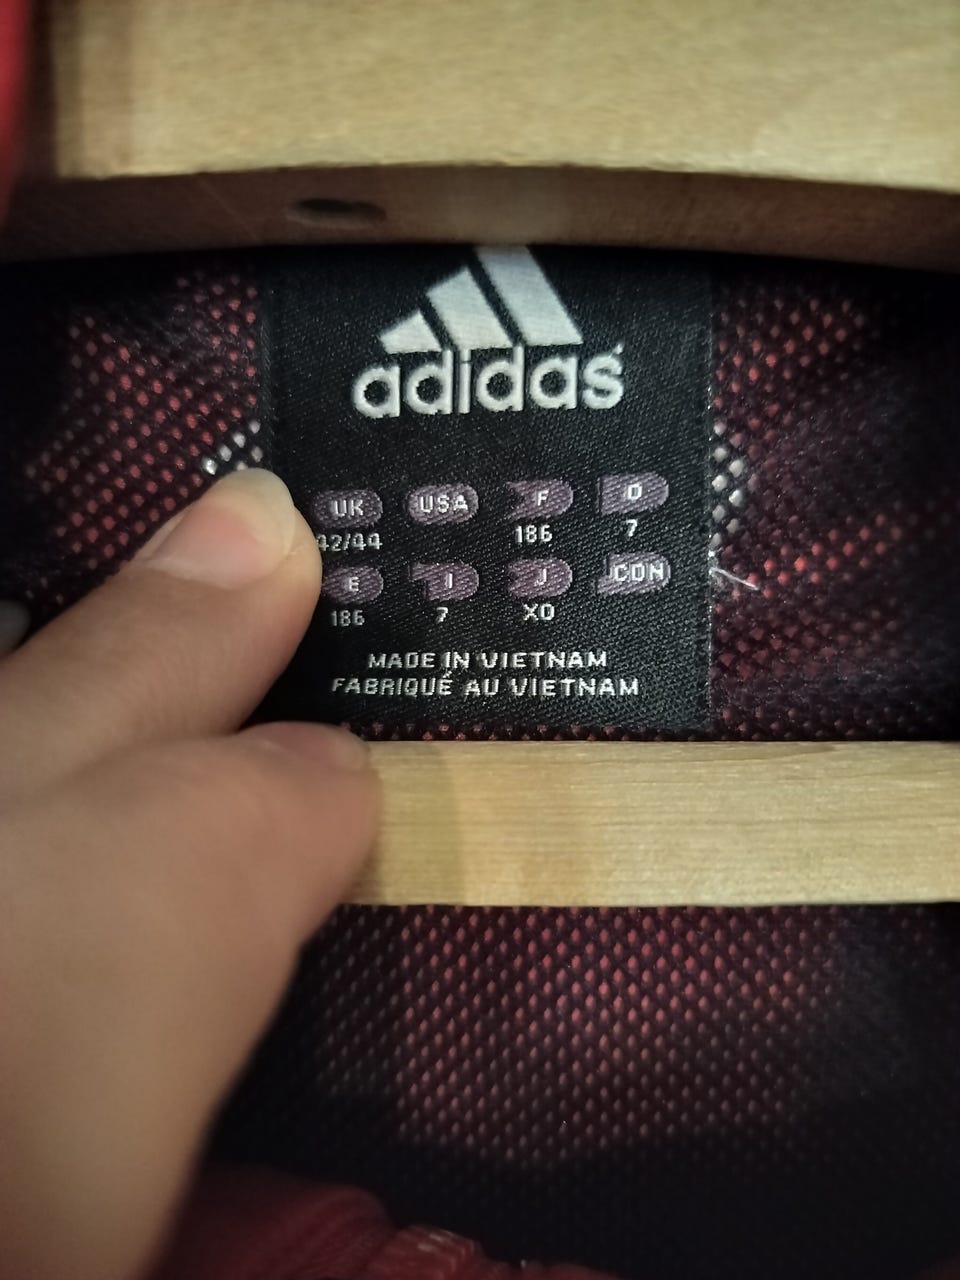 adidas
UK USA F D
42/44 186 7
E I J CDN
186 7 XO
MADE IN VIETNAM
FABRIQUÉ AU VIETNAM